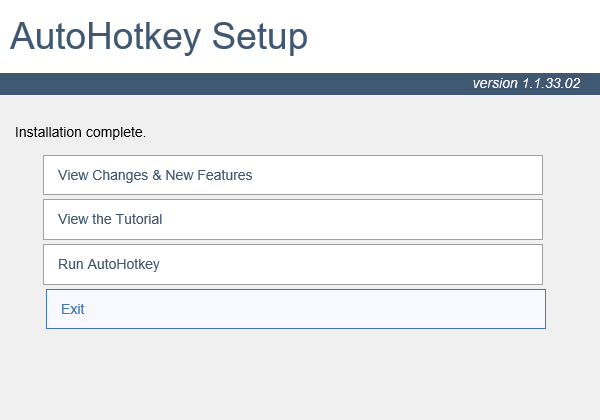 AutoHotkey Setup
version 1.1.33.02
Installation complete.
View Changes & New Features
View the Tutorial
Run AutoHotkey
Exit